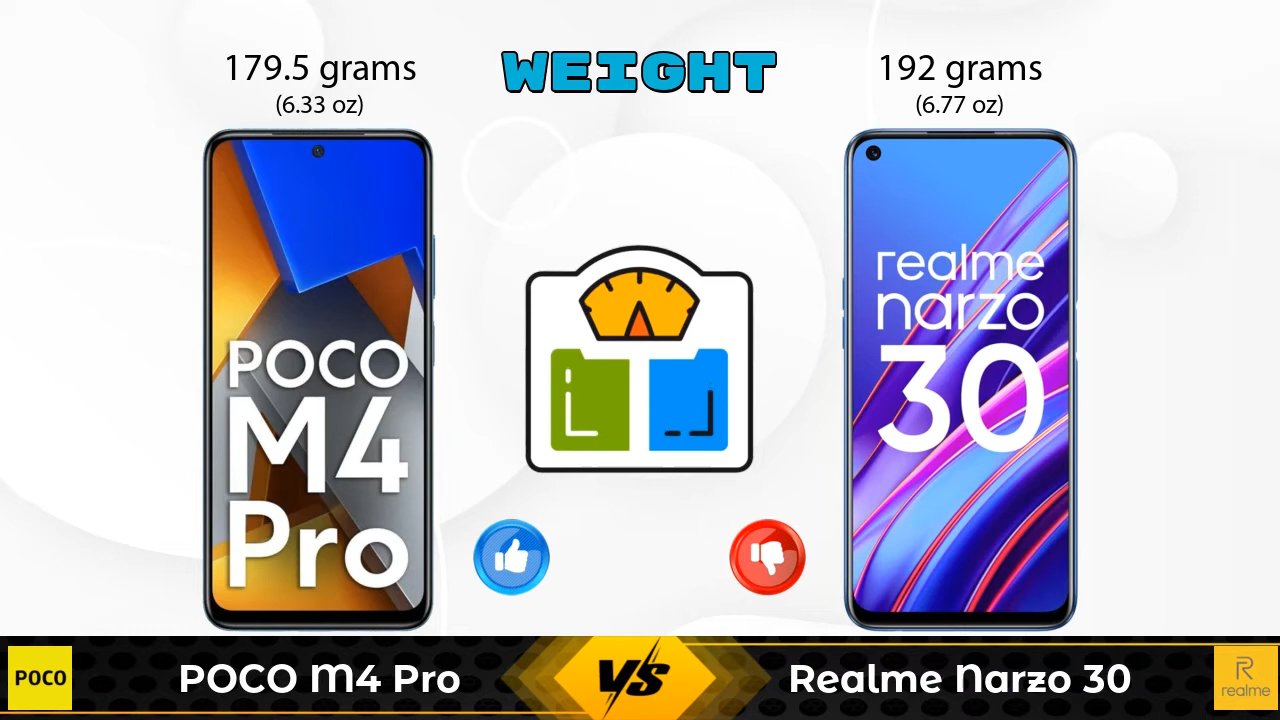 179.5 grams
(6.33 oz)
WEIGHT
192 grams
(6.77 oz)
POCO
M4
Pro
realme
narzo
30
POCO
POCO M4 Pro
VS
Realme Narzo 30
R
realme